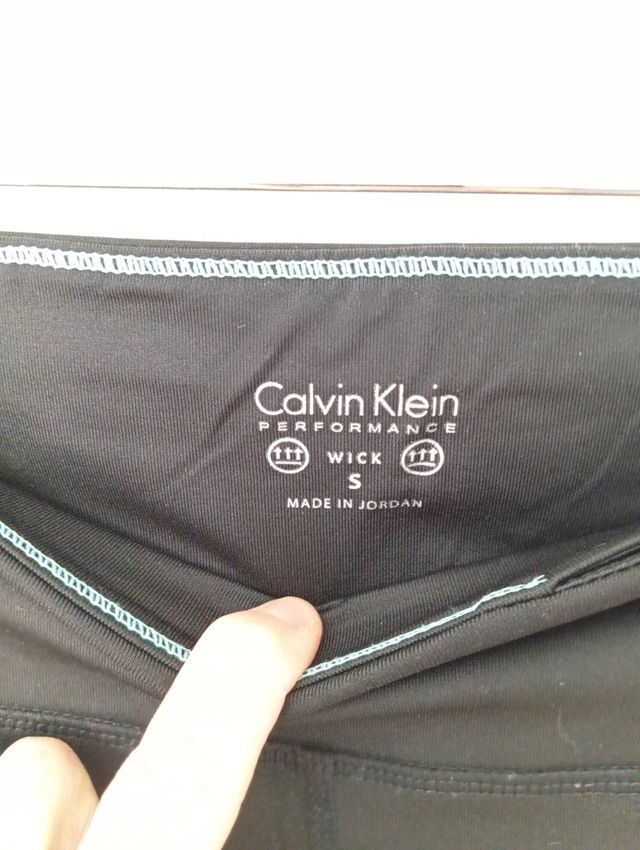 Calvin Klein
PERFORMANCE
WICK
S
MADE IN JORDAN